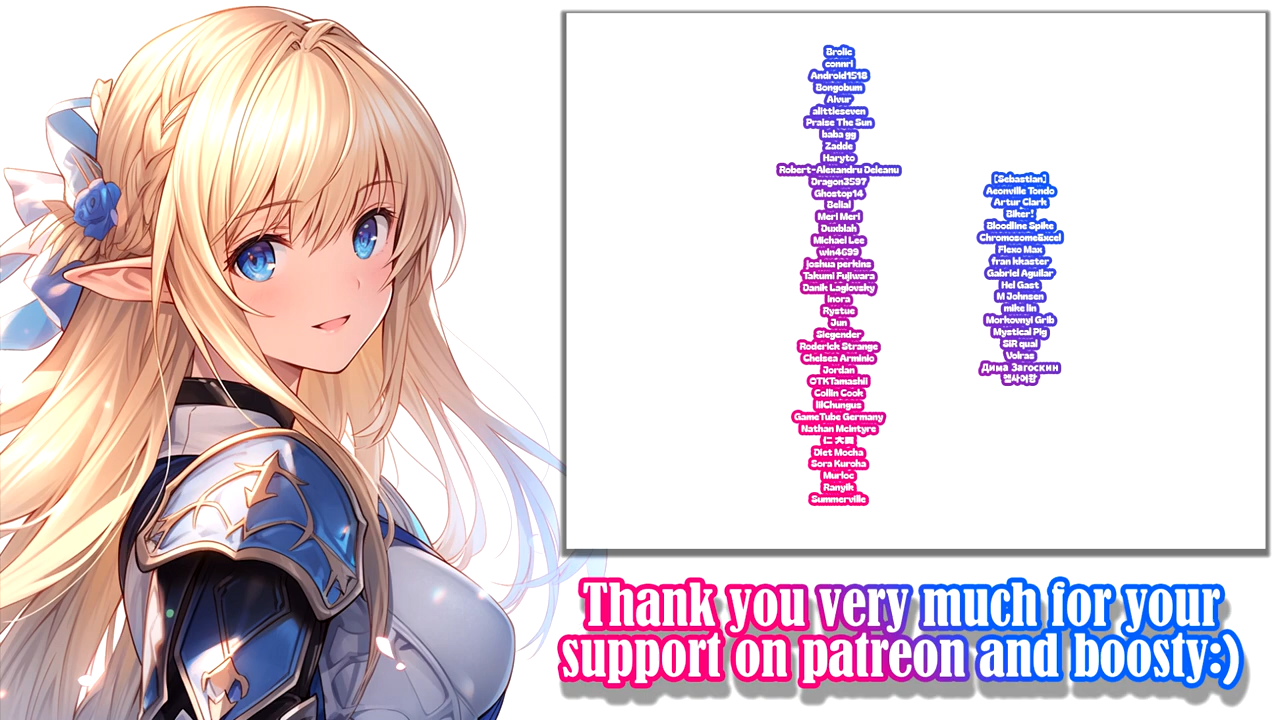 Brolic
connri
Android1518
Bongobum
Alvur
alittleseven
Praise The Sun
baba gg
Zadde
Haryto
Robert-Alexandru Deleanu
Dragon3597
Ghostop14
Belial
Meri Meri
Duxblah
Michael Lee
win4699
joshua perkins
Takumi Fujiwara
Danik Laglovsky
inora
Rystue
Jun
Siegender
Roderick Strange
Chelsea Arminio
Jordan
OTKTamashii
Collin Cook
lilChungus
GameTube Germany
Nathan McIntyre
Diet Mocha
Sora Kuroha
Murloc
Ranylk
Summerville
[Sebastian]
Aeonville Tondo
Artur Clark
Biker!
Bloodline Spike
ChromosomeExcel
Flexo Max
fran kkaster
Gabriel Aguilar
Hel Gast
M Johnsen
mike lin
Morkovnyi Grib
Mystical Pig
SiR quai
Volras
Дима Загоскин
Thank you very much for your
support on patreon and boosty:)